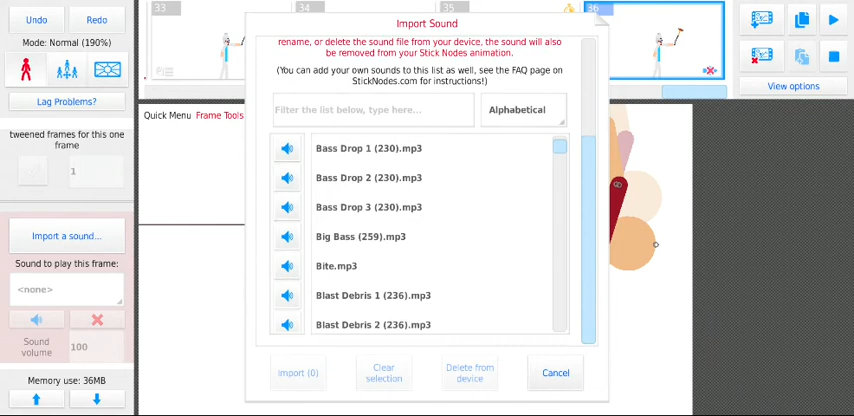 Undo
Redo
Mode: Normal (190%)
Lag Problems?
tweened frames for this one
frame
1
Import a sound...
Sound to play this frame:
<none>
Sound
volume
100
Memory use: 36MB
33
34
35
36
View options
Quick Menu
Frame Tools
Import Sound
rename, or delete the sound file from your device, the sound will also
be removed from your Stick Nodes animation.
(You can add your own sounds to this list as well, see the FAQ page on
StickNodes.com for instructions!)
Filter the list below, type here...
Alphabetical
Bass Drop 1 (230).mp3
Bass Drop 2 (230).mp3
Bass Drop 3 (230).mp3
Big Bass (259).mp3
Bite.mp3
Blast Debris 1 (236).mp3
Blast Debris 2 (236).mp3
Import (0)
Clear
selection
Delete from
device
Cancel